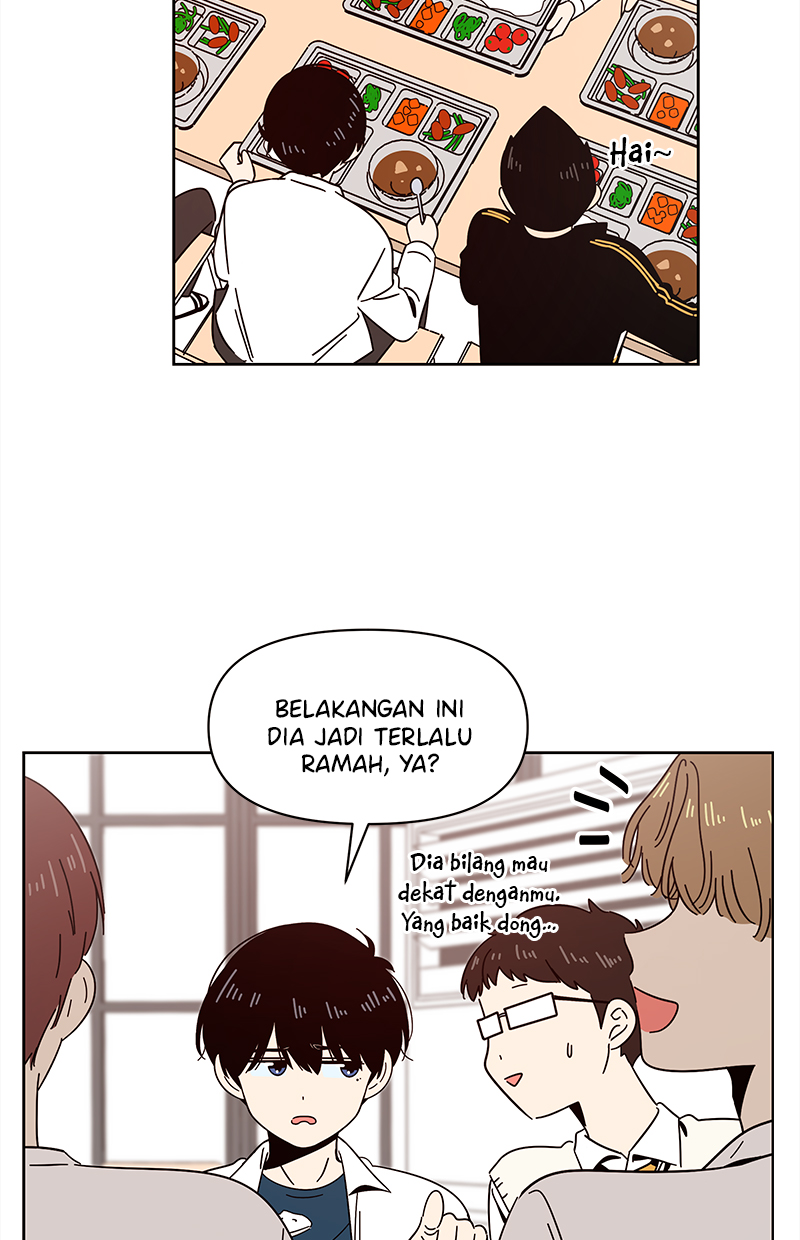 Hai~
BELAKANGAN INI
DIA JADI TERLALU
RAMAH, YA?
Dia bilang mau
dekat denganmu.
Yang baik dong...